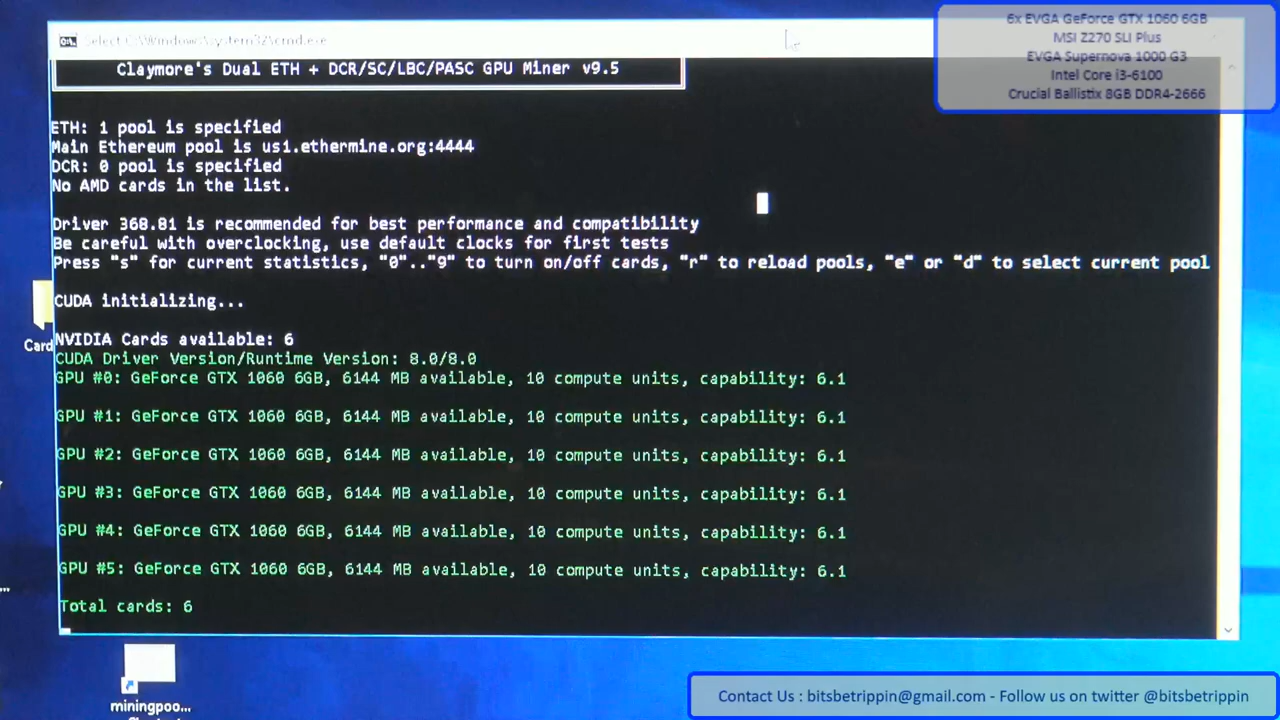 6x EVGA GeForce GTX 1060 6GB
MSI Z270 SLI Plus
EVGA Supernova 1000 G3
Intel Core i3-6100
Crucial Ballistix 8GB DDR4-2666
Select C:\Windows\system32\cmd.exe
Claymore's Dual ETH + DCR/SC/LBC/PASC GPU Miner v9.5
ETH: 1 pool is specified
Main Ethereum pool is us1.ethermine.org:4444
DCR: 0 pool is specified
No AMD cards in the list.
Driver 368.81 is recommended for best performance and compatibility
Be careful with overclocking, use default clocks for first tests
Press "s" for current statistics, "0".."9" to turn on/off cards, "r" to reload pools, "e" or "d" to select current pool
CUDA initializing...
NVIDIA Cards available: 6
CUDA Driver Version/Runtime Version: 8.0/8.0
GPU #0: GeForce GTX 1060 6GB, 6144 MB available, 10 compute units, capability: 6.1
GPU #1: GeForce GTX 1060 6GB, 6144 MB available, 10 compute units, capability: 6.1
GPU #2: GeForce GTX 1060 6GB, 6144 MB available, 10 compute units, capability: 6.1
GPU #3: GeForce GTX 1060 6GB, 6144 MB available, 10 compute units, capability: 6.1
GPU #4: GeForce GTX 1060 6GB, 6144 MB available, 10 compute units, capability: 6.1
GPU #5: GeForce GTX 1060 6GB, 6144 MB available, 10 compute units, capability: 6.1
Total cards: 6
Card
miningpoo...
Contact Us : bitsbetrippin@gmail.com - Follow us on twitter @bitsbetrippin